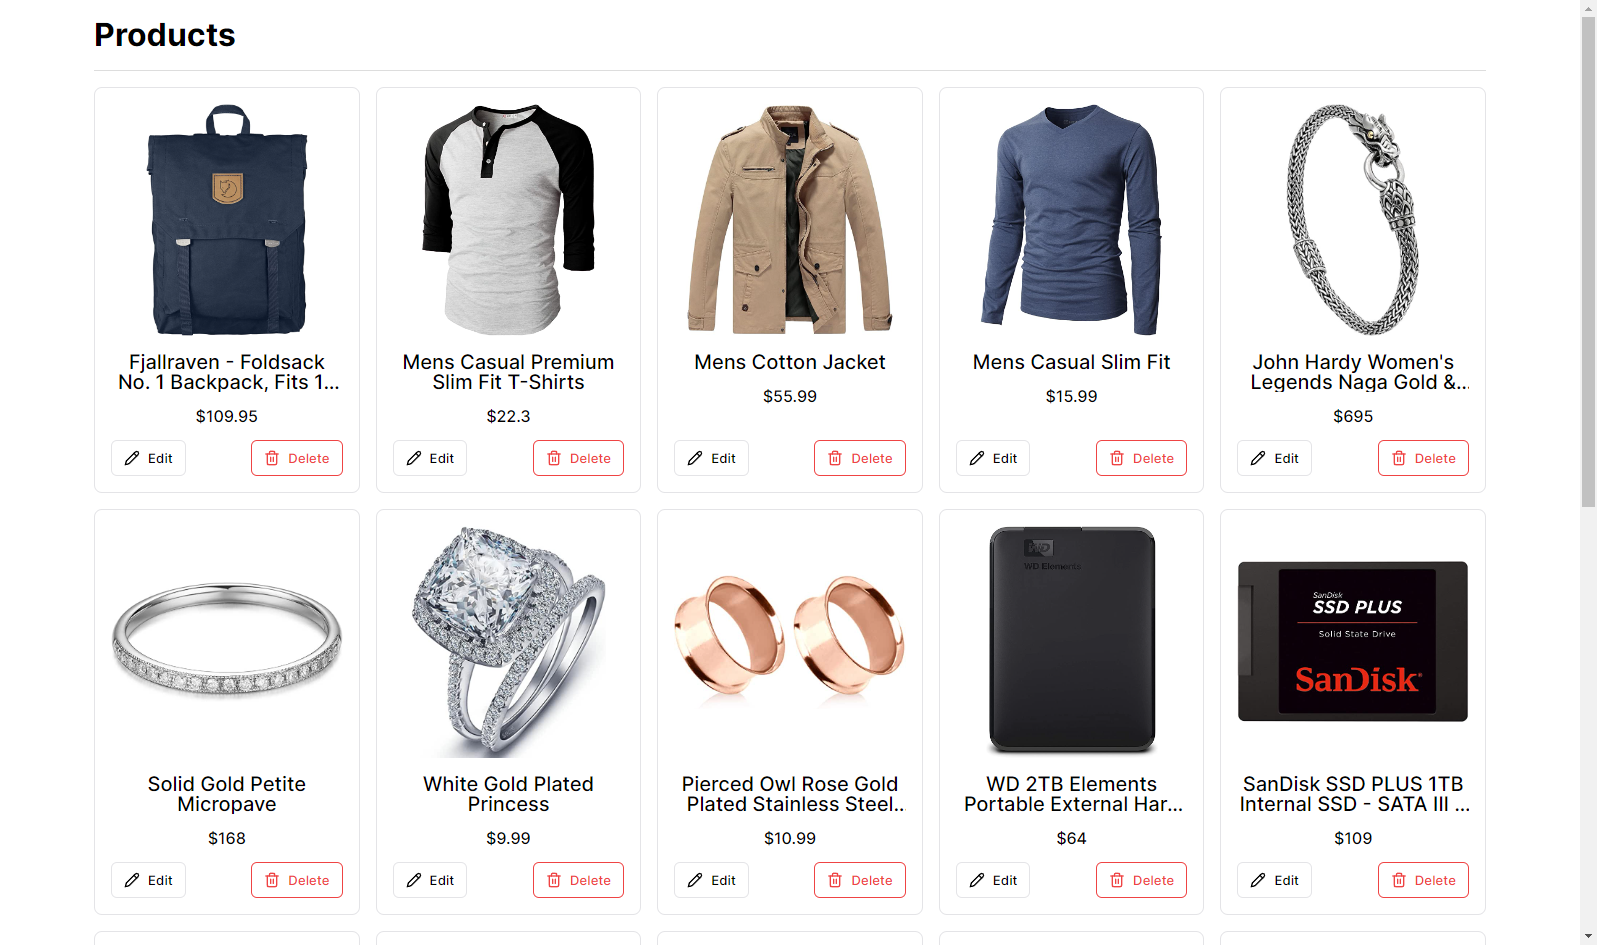 Products
Fjallraven - Foldsack
No. 1 Backpack, Fits 1...
$109.95
Edit
Delete
Mens Casual Premium
Slim Fit T-Shirts
$22.3
Edit
Delete
Mens Cotton Jacket
$55.99
Edit
Delete
Mens Casual Slim Fit
$15.99
Edit
Delete
John Hardy Women's
Legends Naga Gold &...
$695
Edit
Delete
Solid Gold Petite
Micropave
$168
Edit
Delete
White Gold Plated
Princess
$9.99
Edit
Delete
Pierced Owl Rose Gold
Plated Stainless Steel...
$10.99
Edit
Delete
WD
WD Elements
WD 2TB Elements
Portable External Har...
$64
Edit
Delete
SanDisk
SSD PLUS
Solid State Drive
SanDisk
SanDisk SSD PLUS 1TB
Internal SSD - SATA III ...
$109
Edit
Delete